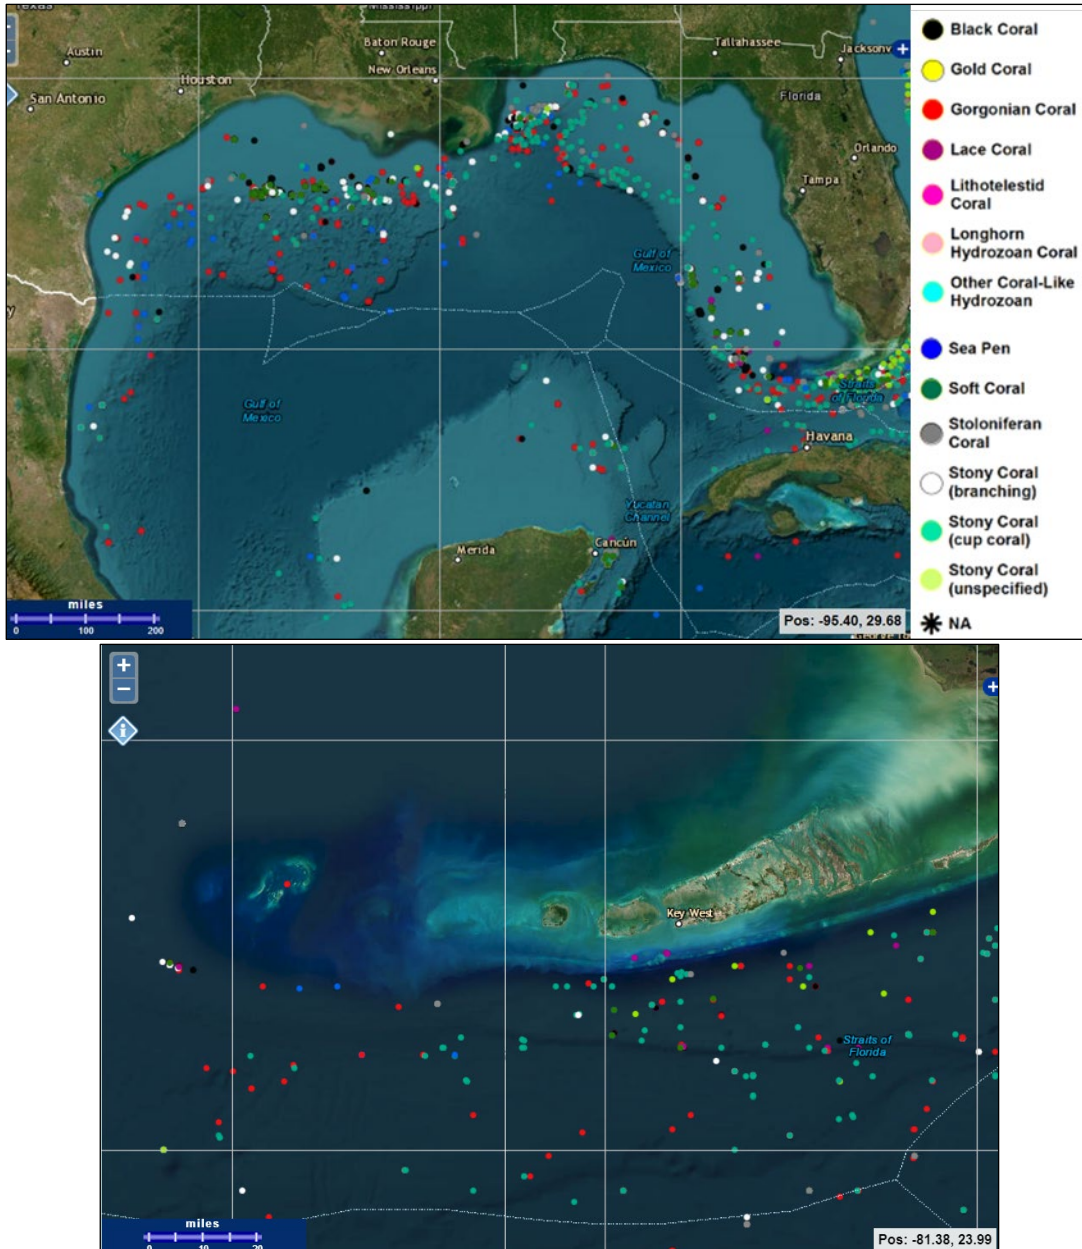 Texas
Mississippi
Austin
Baton Rouge
Tallahassee
Jacksonv
Houston
New Orleans
San Antonio
Florida
Orlando
Tampa
Gulf of
Mexico
Gulf of
Mexico
Straits
of Florida
Havana
Yucatan
Channel
Merida
Cancún
miles
0 100 200
Pos: -95.40, 29.68
Black Coral
Gold Coral
Gorgonian Coral
Lace Coral
Lithotelestid
Coral
Longhorn
Hydrozoan Coral
Other Coral-Like
Hydrozoan
Sea Pen
Soft Coral
Stoloniferan
Coral
Stony Coral
(branching)
Stony Coral
(cup coral)
Stony Coral
(unspecified)
NA
+
−
Key West
Straits of
Florida
miles
0 10 20
Pos: -81.38, 23.99